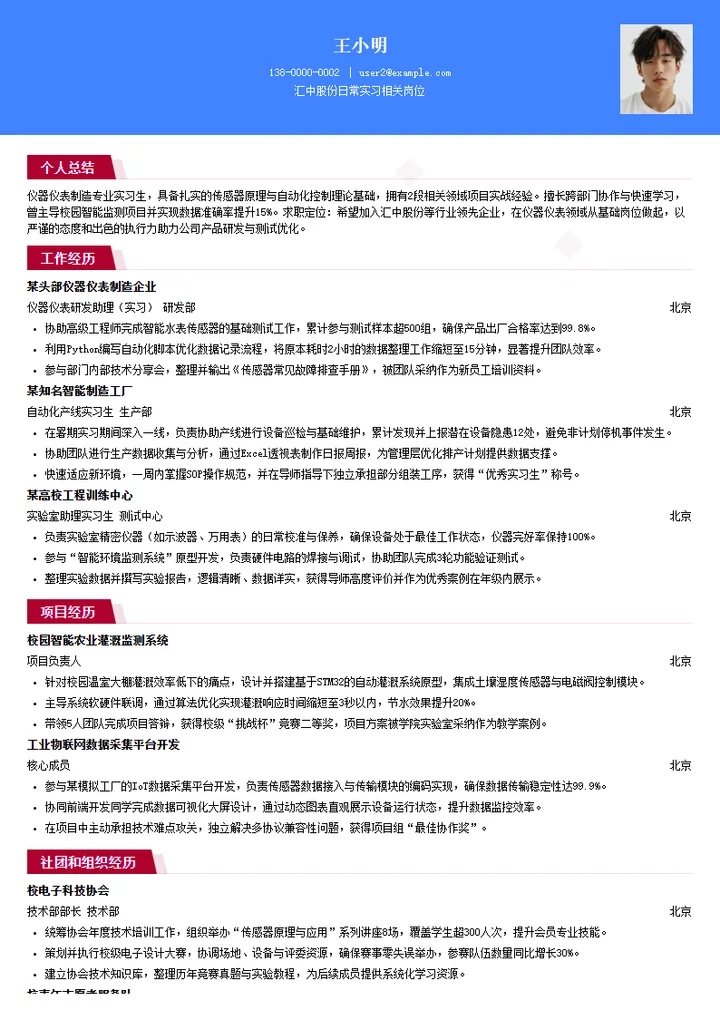 王小明
138-0000-0002 | user2@example.com
汇中股份日常实习相关岗位
个人总结
仪器仪表制造专业实习生，具备扎实的传感器原理与自动化控制理论基础，拥有2段相关领域项目实战经验。擅长跨部门协作与快速学习，
曾主导校园智能监测项目并实现数据准确率提升15%。求职定位：希望加入汇中股份等行业领先企业，在仪器仪表领域从基础岗位做起，以
严谨的态度和出色的执行力助力公司产品研发与测试优化。
工作经历
某头部仪器仪表制造企业
仪器仪表研发助理（实习） 研发部 北京
• 协助高级工程师完成智能水表传感器的基础测试工作，累计参与测试样本超500组，确保产品出厂合格率达到99.8%。
• 利用Python编写自动化脚本优化数据记录流程，将原本耗时2小时的数据整理工作缩短至15分钟，显著提升团队效率。
• 参与部门内部技术分享会，整理并输出《传感器常见故障排查手册》，被团队采纳作为新员工培训资料。
某知名智能制造工厂
自动化产线实习生 生产部 北京
• 在暑期实习期间深入一线，负责协助产线进行设备巡检与基础维护，累计发现并上报潜在设备隐患12处，避免非计划停机事件发生。
• 协助团队进行生产数据收集与分析，通过Excel透视表制作日报周报，为管理层优化排产计划提供数据支撑。
• 快速适应新环境，一周内掌握SOP操作规范，并在导师指导下独立承担部分组装工序，获得“优秀实习生”称号。
某高校工程训练中心
实验室助理实习生 测试中心 北京
• 负责实验室精密仪器（如示波器、万用表）的日常校准与保养，确保设备处于最佳工作状态，仪器完好率保持100%。
• 参与“智能环境监测系统”原型开发，负责硬件电路的焊接与调试，协助团队完成3轮功能验证测试。
• 整理实验数据并撰写实验报告，逻辑清晰、数据详实，获得导师高度评价并作为优秀案例在年级内展示。
项目经历
校园智能农业灌溉监测系统
项目负责人 北京
• 针对校园温室大棚灌溉效率低下的痛点，设计并搭建基于STM32的自动灌溉系统原型，集成土壤湿度传感器与电磁阀控制模块。
• 主导系统软硬件联调，通过算法优化实现灌溉响应时间缩短至3秒以内，节水效果提升20%。
• 带领5人团队完成项目答辩，获得校级“挑战杯”竞赛二等奖，项目方案被学院实验室采纳作为教学案例。
工业物联网数据采集平台开发
核心成员 北京
• 参与某模拟工厂的IoT数据采集平台开发，负责传感器数据接入与传输模块的编码实现，确保数据传输稳定性达99.9%。
• 协同前端开发同学完成数据可视化大屏设计，通过动态图表直观展示设备运行状态，提升数据监控效率。
• 在项目中主动承担技术难点攻关，独立解决多协议兼容性问题，获得项目组“最佳协作奖”。
社团和组织经历
校电子科技协会
技术部部长 技术部 北京
• 统筹协会年度技术培训工作，组织举办“传感器原理与应用”系列讲座8场，覆盖学生超300人次，提升会员专业技能。
• 策划并执行校级电子设计大赛，协调场地、设备与评委资源，确保赛事零失误举办，参赛队伍数量同比增长30%。
• 建立协会技术知识库，整理历年竞赛真题与实验教程，为后续成员提供系统化学习资源。